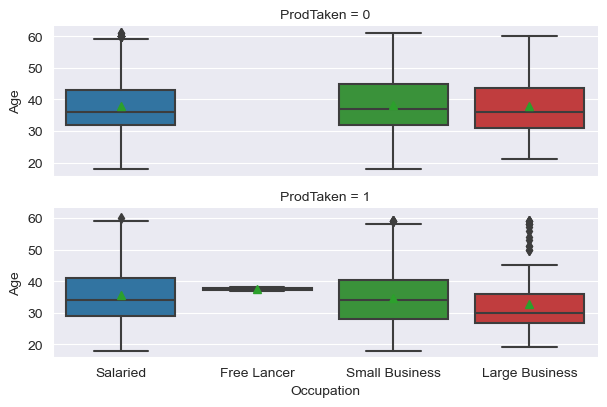 ProdTaken = 0
60
50
40
30
20
Age
ProdTaken = 1
60
50
40
30
20
Age
Salaried Free Lancer Small Business Large Business
Occupation